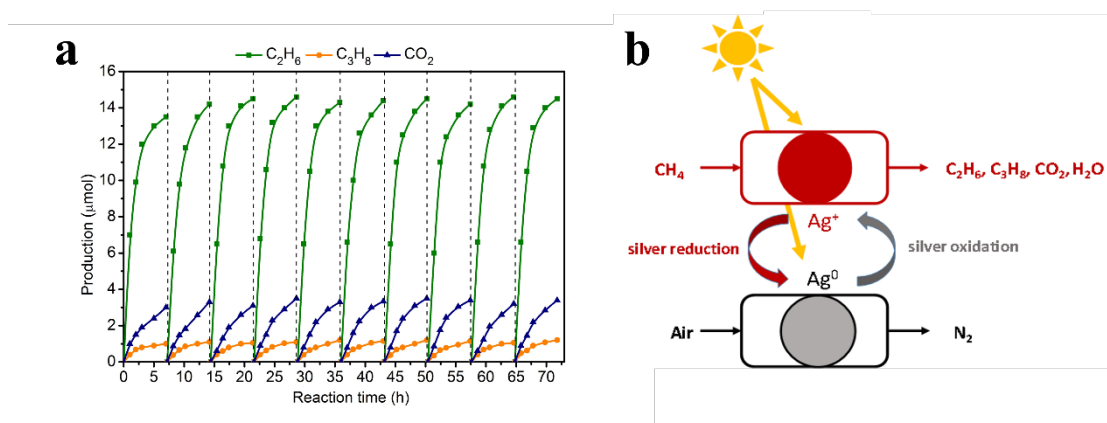 a
C₂H₆ C₃H₈ CO₂
16
14
12
10
8
6
4
2
0
Production (μmol)
0 5 10 15 20 25 30 35 40 45 50 55 60 65 70
Reaction time (h)
b
CH₄
C₂H₆, C₃H₈, CO₂, H₂O
Ag⁺
silver reduction
silver oxidation
Ag⁰
Air
N₂